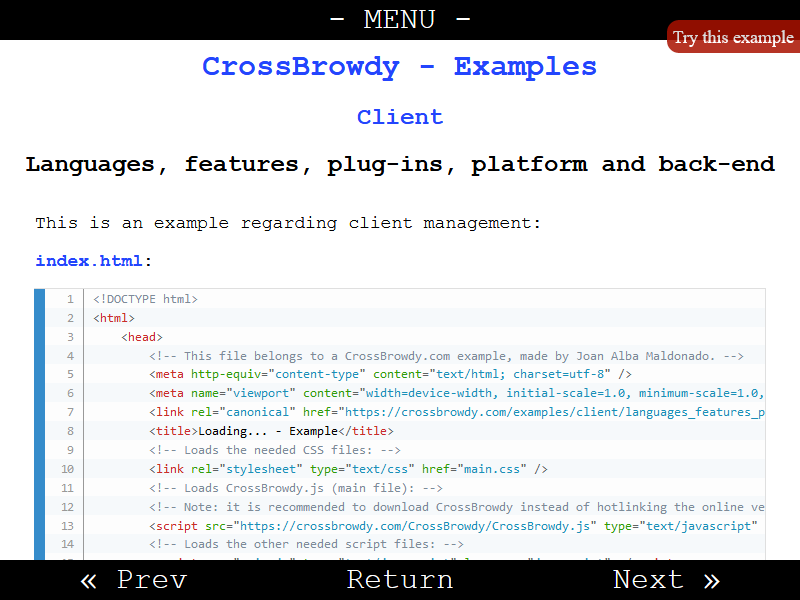 - MENU -
Try this example
CrossBrowdy - Examples
Client
Languages, features, plug-ins, platform and back-end
This is an example regarding client management:
index.html:
1 <!DOCTYPE html>
2 <html>
3 <head>
4 <!-- This file belongs to a CrossBrowdy.com example, made by Joan Alba Maldonado. -->
5 <meta http-equiv="content-type" content="text/html; charset=utf-8" />
6 <meta name="viewport" content="width=device-width, initial-scale=1.0, minimum-scale=1.0,
7 <link rel="canonical" href="https://crossbrowdy.com/examples/client/languages_features_p
8 <title>Loading... - Example</title>
9 <!-- Loads the needed CSS files: -->
10 <link rel="stylesheet" type="text/css" href="main.css" />
11 <!-- Loads CrossBrowdy.js (main file): -->
12 <!-- Note: it is recommended to download CrossBrowdy instead of hotlinking the online ve
13 <script src="https://crossbrowdy.com/CrossBrowdy/CrossBrowdy.js" type="text/javascript"
14 <!-- Loads the other needed script files: -->
« Prev Return Next »